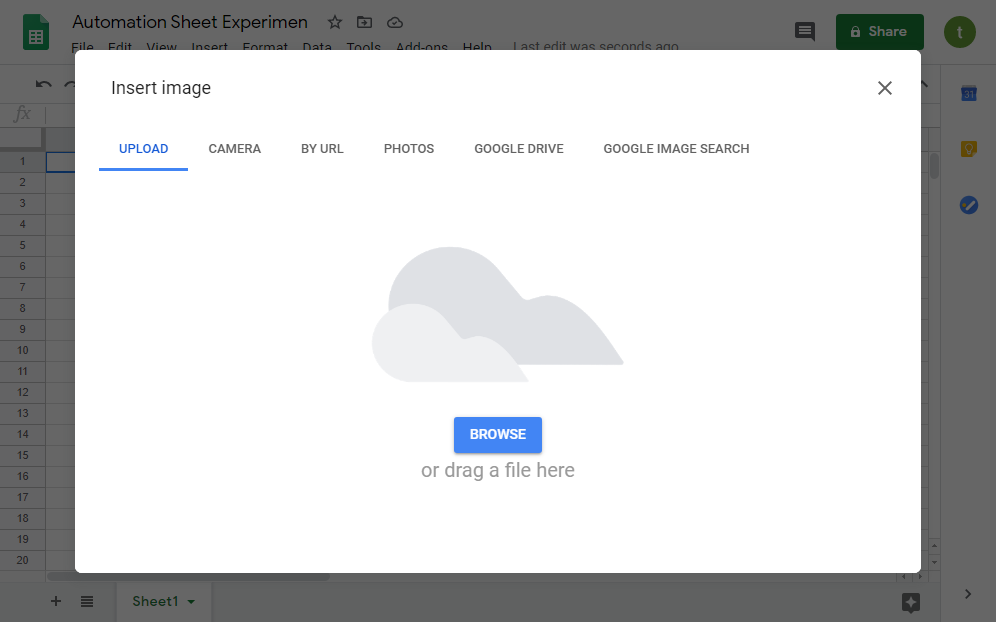 Automation Sheet Experimen
File Edit View Insert Format Data Tools Add-ons Help Last edit was seconds ago
Share
t
Insert image
31
fx
UPLOAD CAMERA BY URL PHOTOS GOOGLE DRIVE GOOGLE IMAGE SEARCH
1
2
3
4
5
6
7
8
9
10
11
12
13
14
15
16
17
18
19
20
BROWSE
or drag a file here
Sheet1